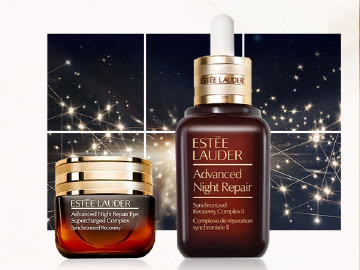 ESTĒE LAUDER
ESTĒE
LAUDER
Advanced
Night Repair
Synchronized
Recovery Complex II
Complexe de réparation
synchronisée II
ESTĒE LAUDER
Advanced Night Repair Eye
Supercharged Complex
Synchronized Recovery